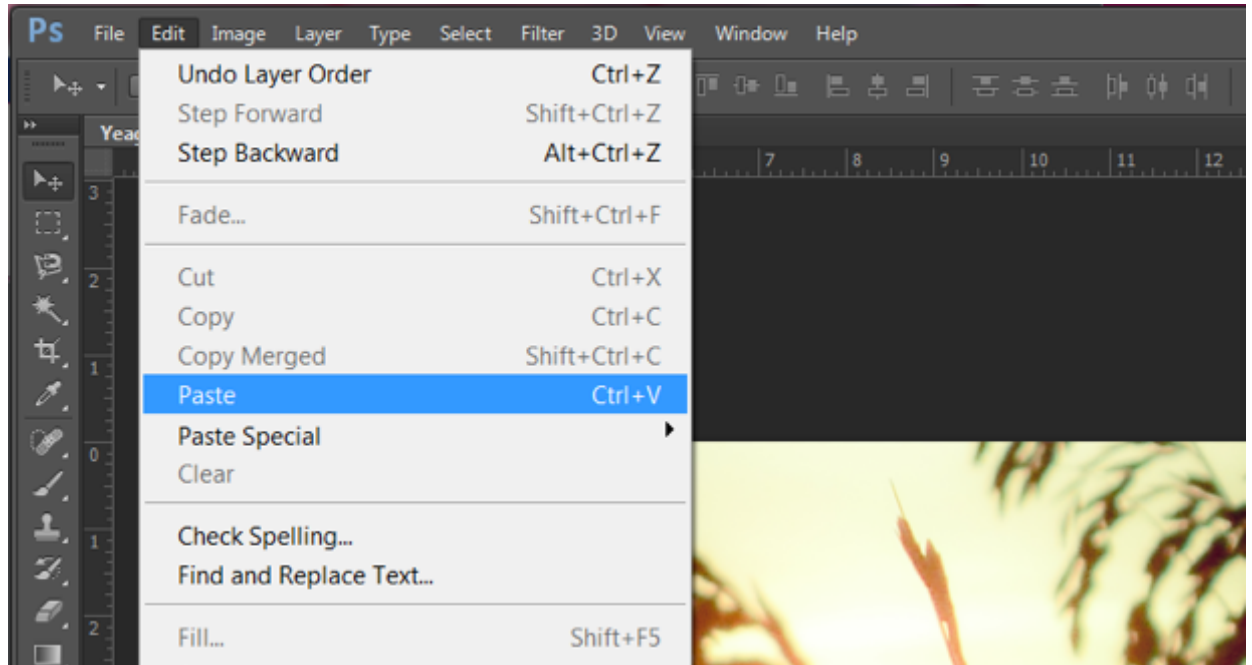 Ps File Edit Image Layer Type Select Filter 3D View Window Help
Undo Layer Order Ctrl+Z
Step Forward Shift+Ctrl+Z
Step Backward Alt+Ctrl+Z
Fade... Shift+Ctrl+F
Cut Ctrl+X
Copy Ctrl+C
Copy Merged Shift+Ctrl+C
Paste Ctrl+V
Paste Special
Clear
Check Spelling...
Find and Replace Text...
Fill... Shift+F5
7 8 9 10 11 12
3
2
1
0
1
2